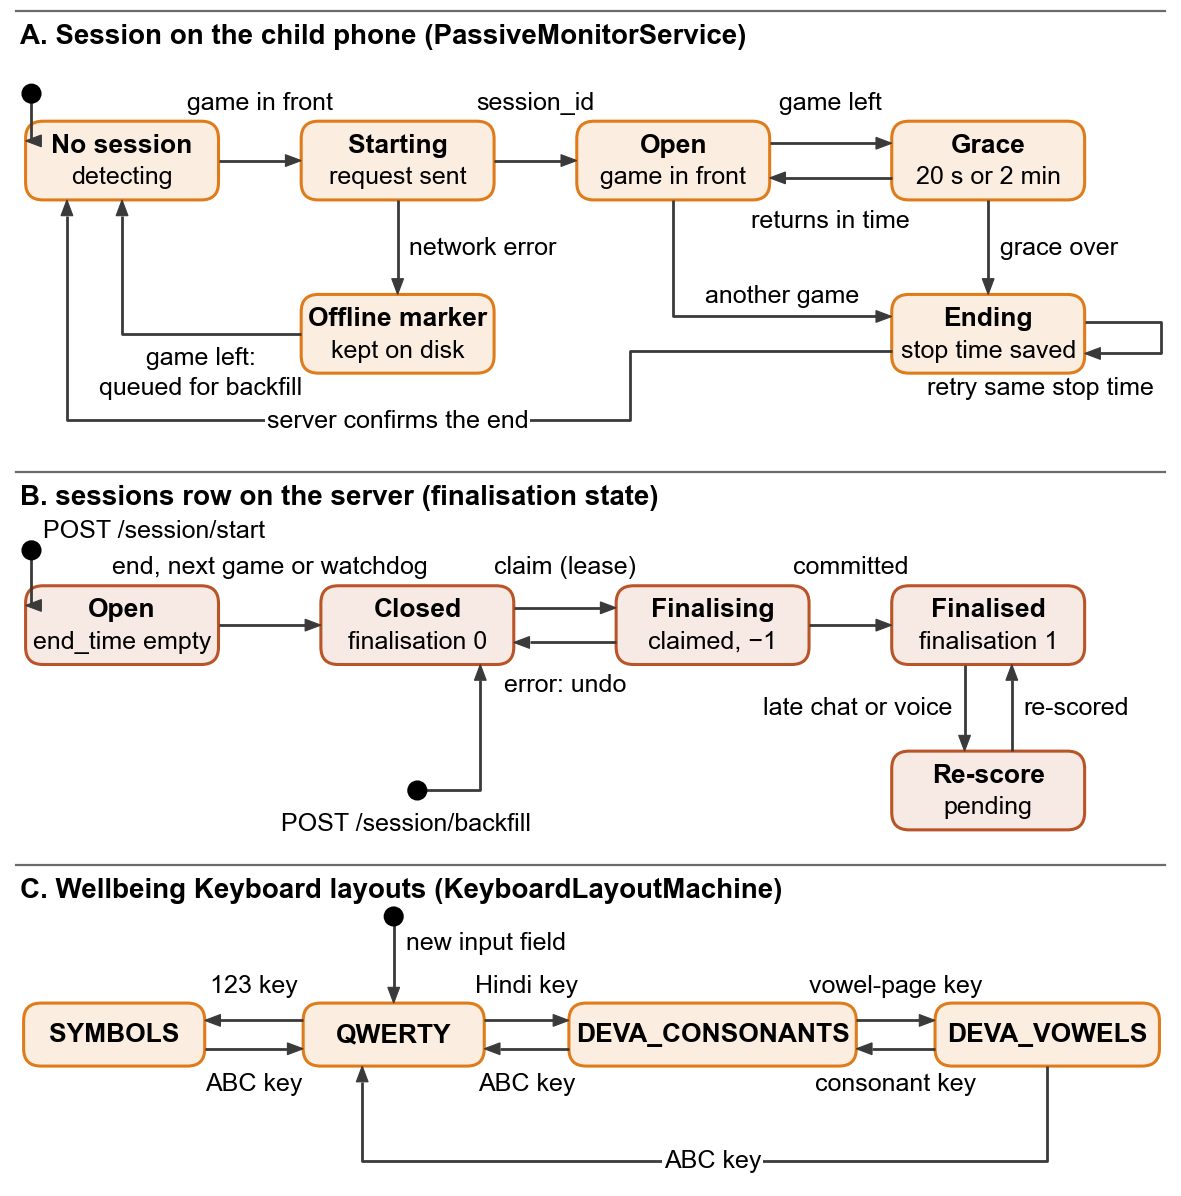 A. Session on the child phone (PassiveMonitorService)
game in front
session_id
game left
No session
detecting
Starting
request sent
Open
game in front
Grace
20 s or 2 min
returns in time
network error
grace over
another game
Offline marker
kept on disk
Ending
stop time saved
game left:
queued for backfill
retry same stop time
server confirms the end
B. sessions row on the server (finalisation state)
POST /session/start
end, next game or watchdog
claim (lease)
committed
Open
end_time empty
Closed
finalisation 0
Finalising
claimed, −1
Finalised
finalisation 1
error: undo
late chat or voice
re-scored
Re-score
pending
POST /session/backfill
C. Wellbeing Keyboard layouts (KeyboardLayoutMachine)
new input field
123 key
Hindi key
vowel-page key
SYMBOLS
QWERTY
DEVA_CONSONANTS
DEVA_VOWELS
ABC key
ABC key
consonant key
ABC key